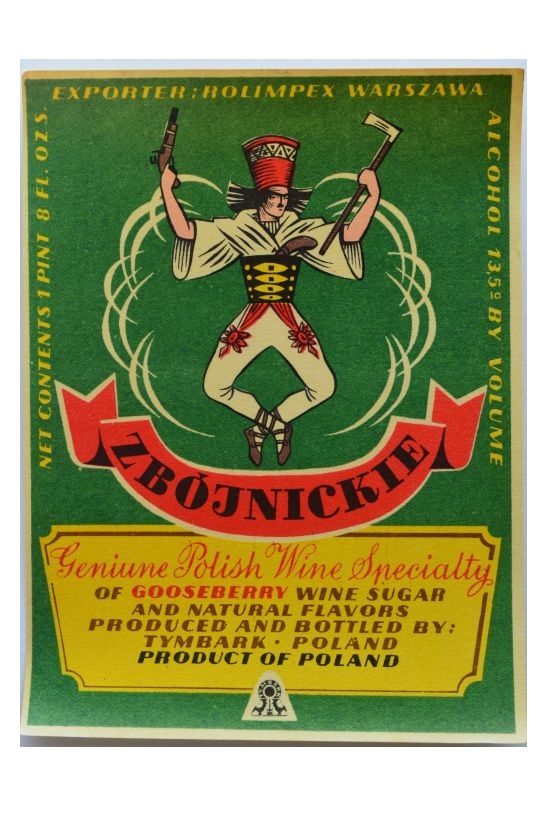 EXPORTER: ROLIMPEX WARSZAWA
NET CONTENTS 1 PINT 8 FL. OZS.
ALCOHOL 13,5° BY VOLUME
ZBÓJNICKIE
Geniune Polish Wine Specialty
OF GOOSEBERRY WINE SUGAR
AND NATURAL FLAVORS
PRODUCED AND BOTTLED BY:
TYMBARK · POLAND
PRODUCT OF POLAND